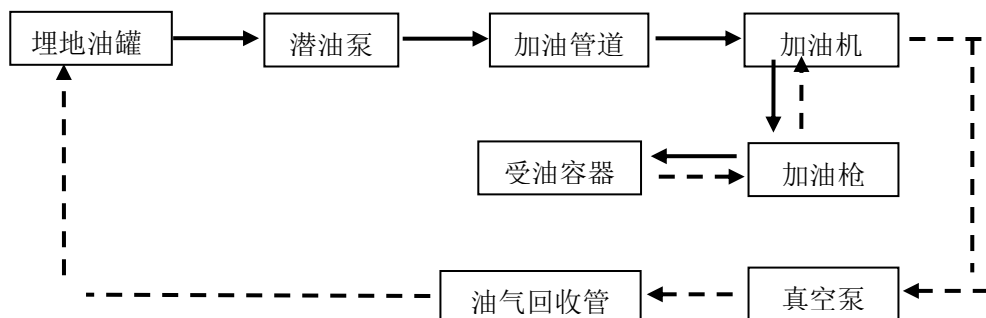 埋地油罐
潜油泵
加油管道
加油机
受油容器
加油枪
油气回收管
真空泵